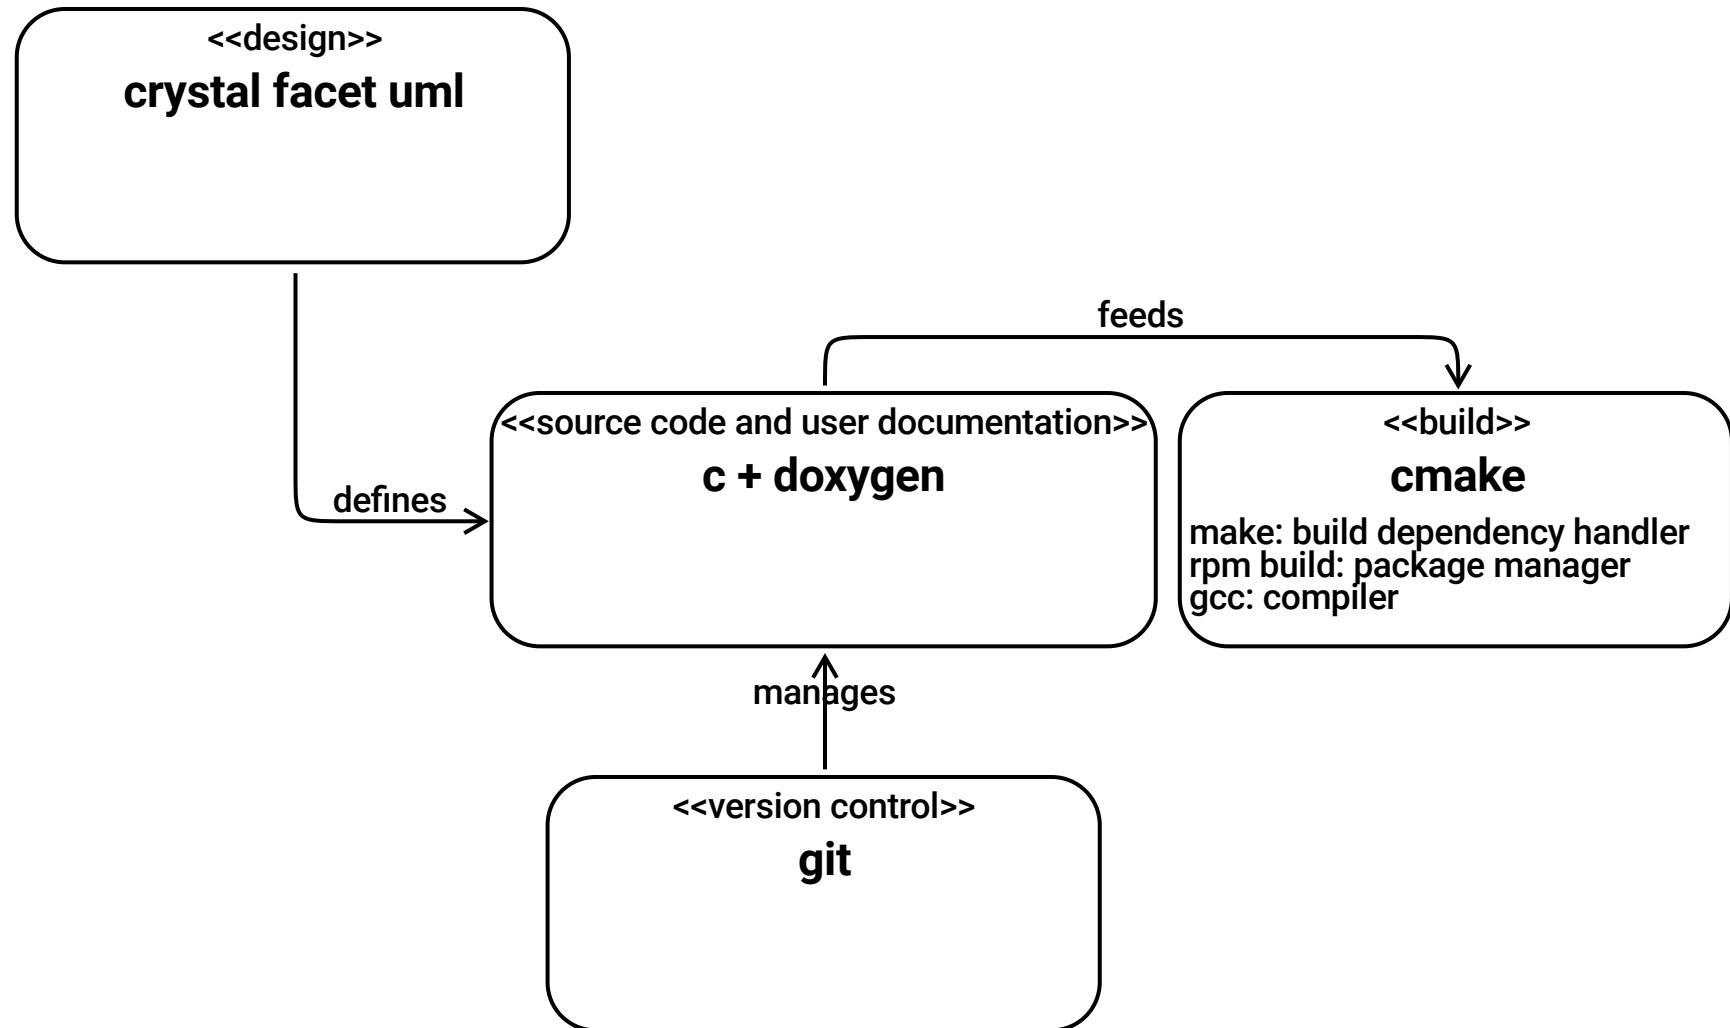 <<design>>
crystal facet uml
feeds
<<source code and user documentation>>
c + doxygen
<<build>>
cmake
make: build dependency handler
rpm build: package manager
gcc: compiler
defines
manages
<<version control>>
git